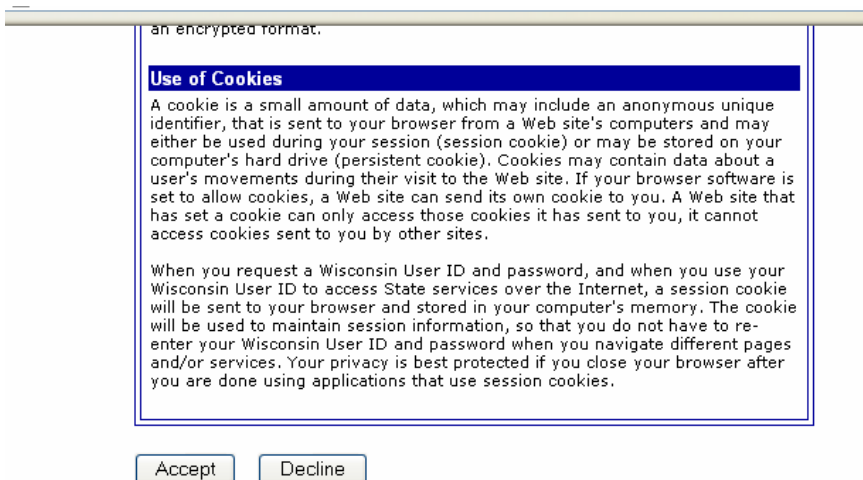 an encrypted format.
Use of Cookies
A cookie is a small amount of data, which may include an anonymous unique
identifier, that is sent to your browser from a Web site's computers and may
either be used during your session (session cookie) or may be stored on your
computer's hard drive (persistent cookie). Cookies may contain data about a
user's movements during their visit to the Web site. If your browser software is
set to allow cookies, a Web site can send its own cookie to you. A Web site that
has set a cookie can only access those cookies it has sent to you, it cannot
access cookies sent to you by other sites.
When you request a Wisconsin User ID and password, and when you use your
Wisconsin User ID to access State services over the Internet, a session cookie
will be sent to your browser and stored in your computer's memory. The cookie
will be used to maintain session information, so that you do not have to re-
enter your Wisconsin User ID and password when you navigate different pages
and/or services. Your privacy is best protected if you close your browser after
you are done using applications that use session cookies.
Accept Decline